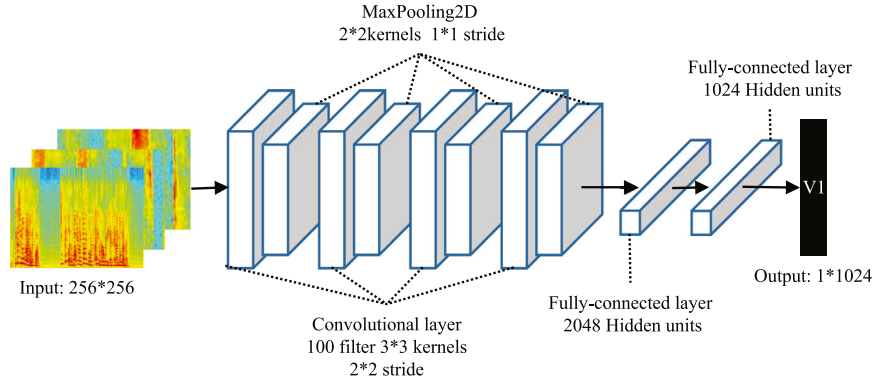 MaxPooling2D
2*2kernels 1*1 stride
Fully-connected layer
1024 Hidden units
V1
Input: 256*256
Output: 1*1024
Fully-connected layer
2048 Hidden units
Convolutional layer
100 filter 3*3 kernels
2*2 stride